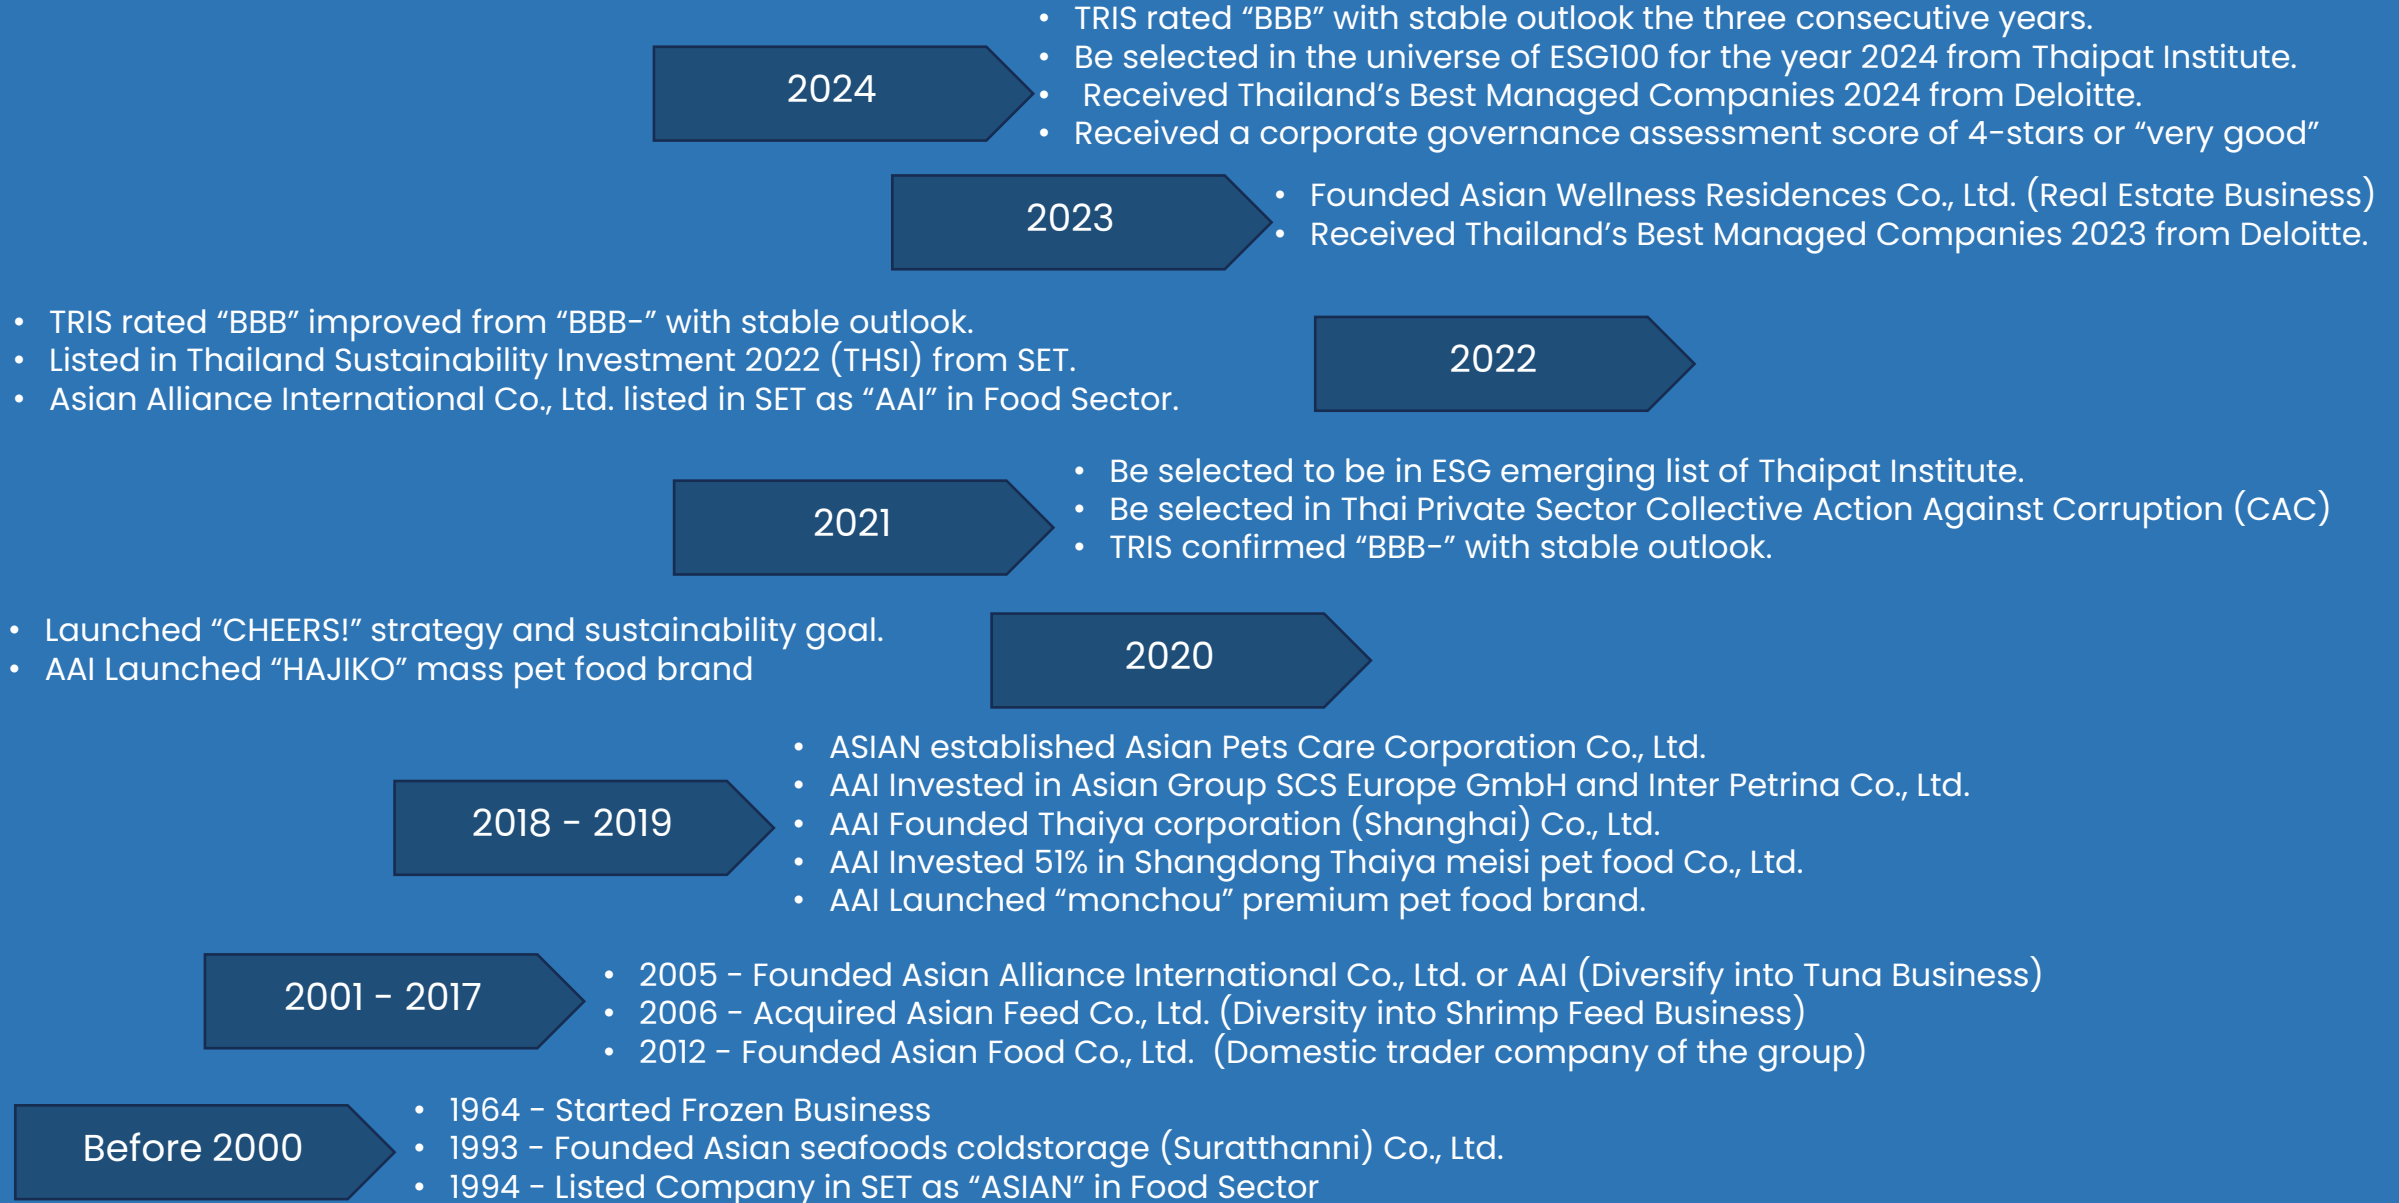 2024
• TRIS rated “BBB” with stable outlook the three consecutive years.
• Be selected in the universe of ESG100 for the year 2024 from Thaipat Institute.
• Received Thailand’s Best Managed Companies 2024 from Deloitte.
• Received a corporate governance assessment score of 4-stars or “very good”
2023
• Founded Asian Wellness Residences Co., Ltd. (Real Estate Business)
• Received Thailand’s Best Managed Companies 2023 from Deloitte.
2022
• TRIS rated “BBB” improved from “BBB-” with stable outlook.
• Listed in Thailand Sustainability Investment 2022 (THSI) from SET.
• Asian Alliance International Co., Ltd. listed in SET as “AAI” in Food Sector.
2021
• Be selected to be in ESG emerging list of Thaipat Institute.
• Be selected in Thai Private Sector Collective Action Against Corruption (CAC)
• TRIS confirmed “BBB-” with stable outlook.
2020
• Launched “CHEERS!” strategy and sustainability goal.
• AAI Launched “HAJIKO” mass pet food brand
2018 - 2019
• ASIAN established Asian Pets Care Corporation Co., Ltd.
• AAI Invested in Asian Group SCS Europe GmbH and Inter Petrina Co., Ltd.
• AAI Founded Thaiya corporation (Shanghai) Co., Ltd.
• AAI Invested 51% in Shangdong Thaiya meisi pet food Co., Ltd.
• AAI Launched “monchou” premium pet food brand.
2001 - 2017
• 2005 - Founded Asian Alliance International Co., Ltd. or AAI (Diversify into Tuna Business)
• 2006 - Acquired Asian Feed Co., Ltd. (Diversity into Shrimp Feed Business)
• 2012 - Founded Asian Food Co., Ltd. (Domestic trader company of the group)
Before 2000
• 1964 - Started Frozen Business
• 1993 - Founded Asian seafoods coldstorage (Suratthanni) Co., Ltd.
• 1994 - Listed Company in SET as “ASIAN” in Food Sector